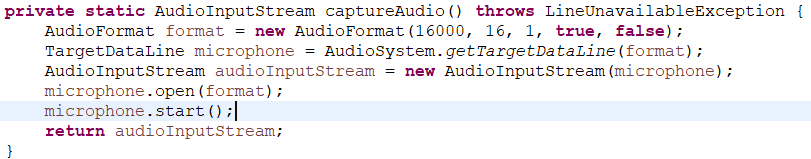 private static AudioInputStream captureAudio() throws LineUnavailableException {
    AudioFormat format = new AudioFormat(16000, 16, 1, true, false);
    TargetDataLine microphone = AudioSystem.getTargetDataLine(format);
    AudioInputStream audioInputStream = new AudioInputStream(microphone);
    microphone.open(format);
    microphone.start();
    return audioInputStream;
}